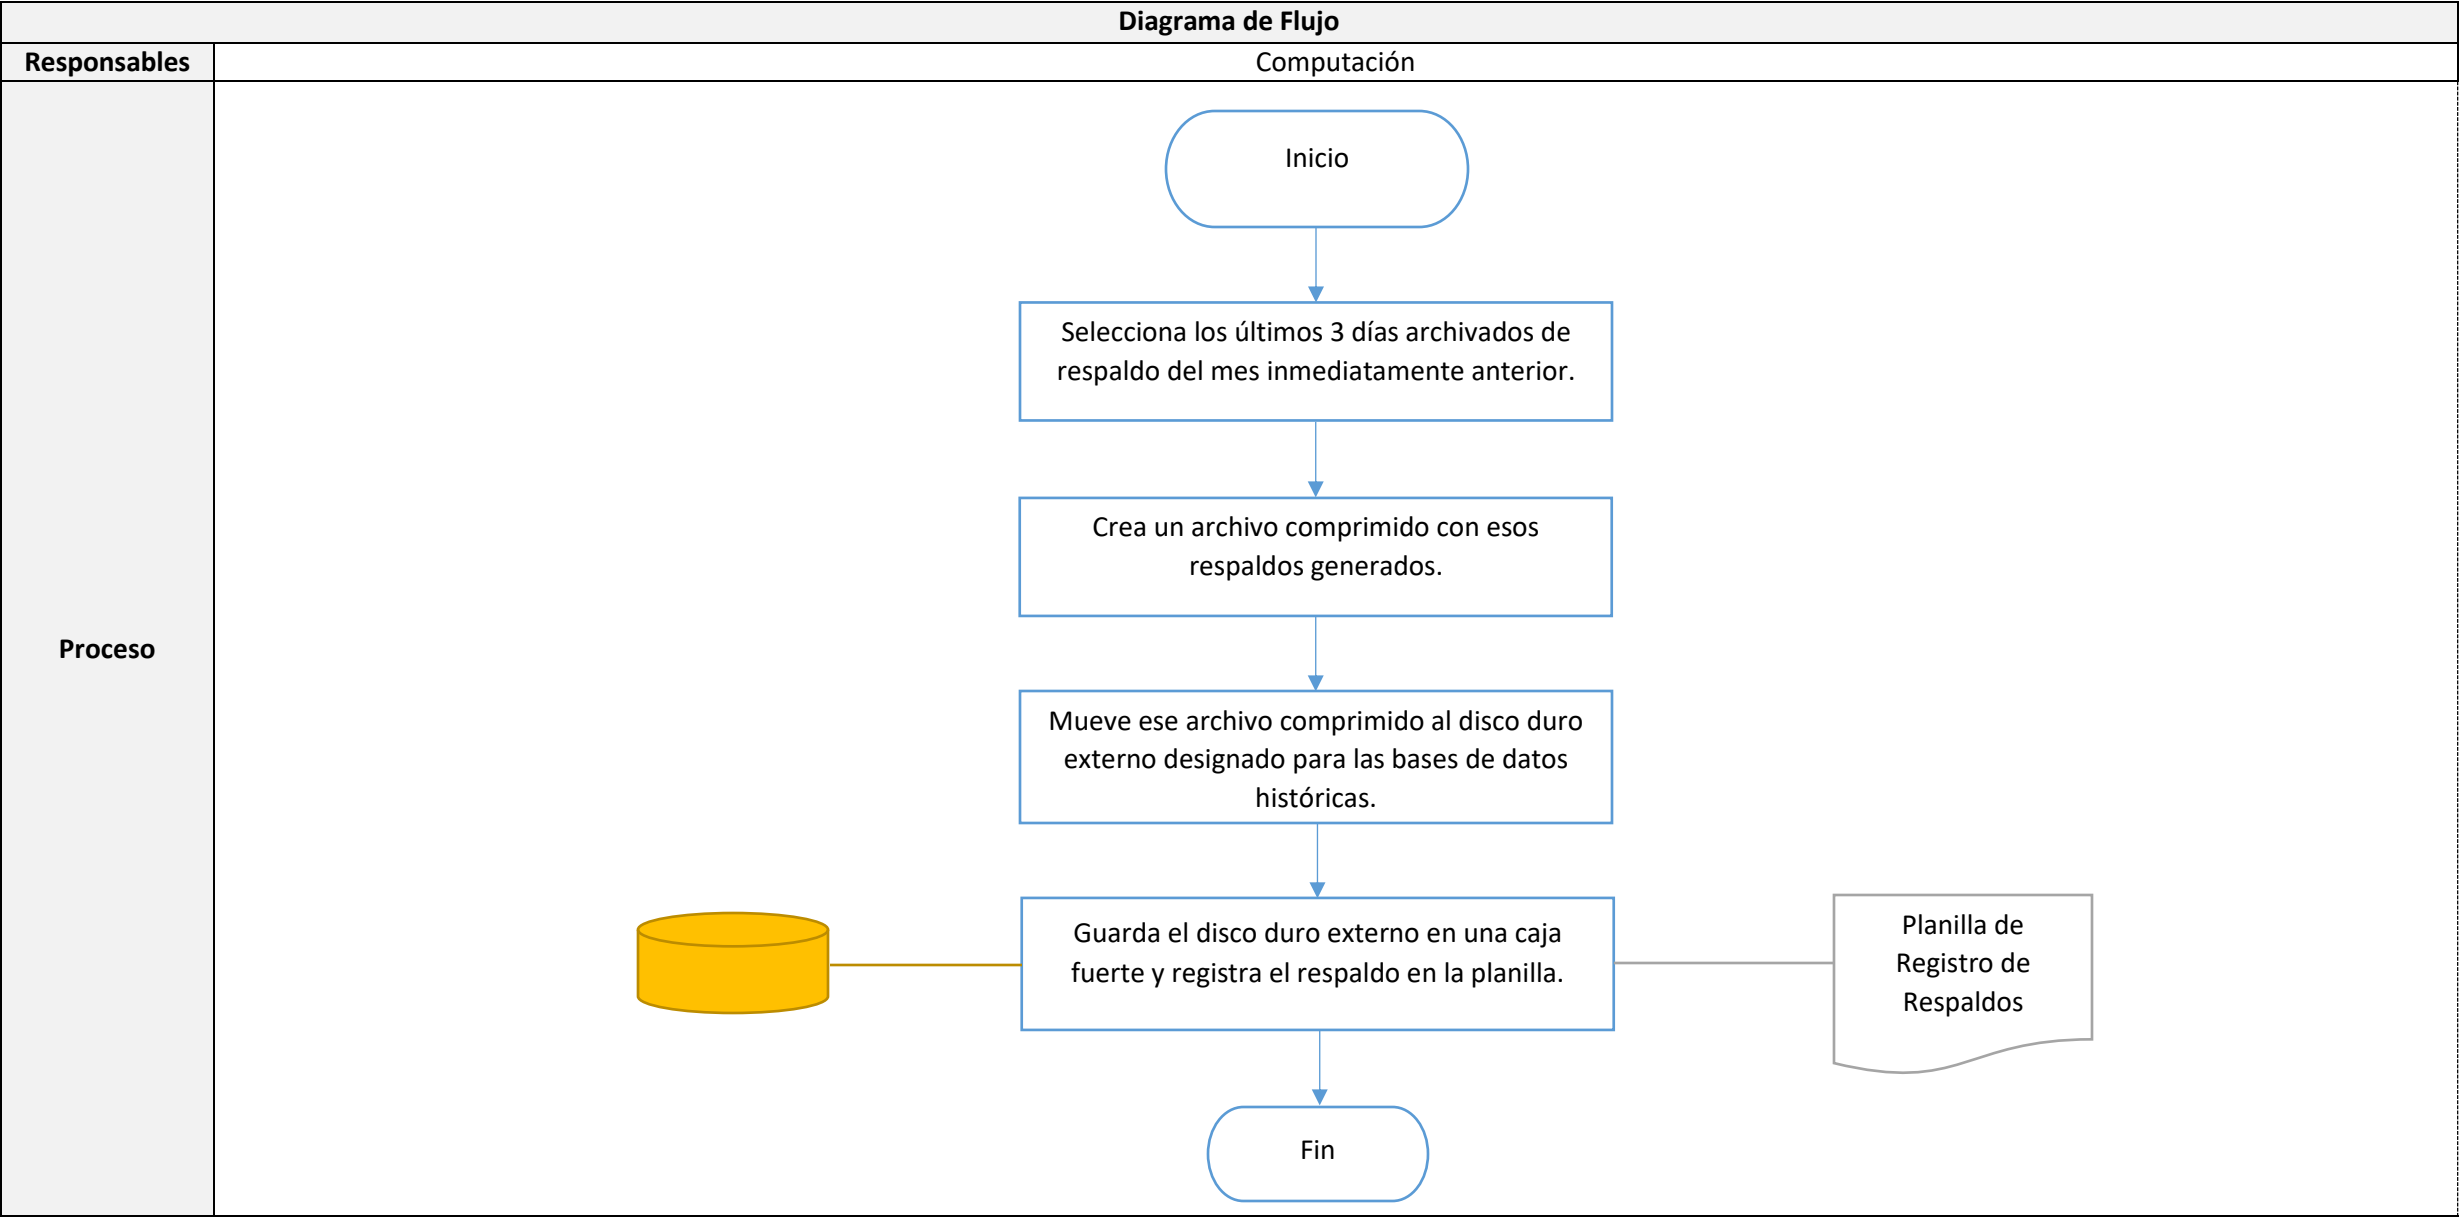 Diagrama de Flujo
Responsables
Computación
Proceso
Inicio
Selecciona los últimos 3 días archivados de
respaldo del mes inmediatamente anterior.
Crea un archivo comprimido con esos
respaldos generados.
Mueve ese archivo comprimido al disco duro
externo designado para las bases de datos
históricas.
Guarda el disco duro externo en una caja
fuerte y registra el respaldo en la planilla.
Planilla de
Registro de
Respaldos
Fin